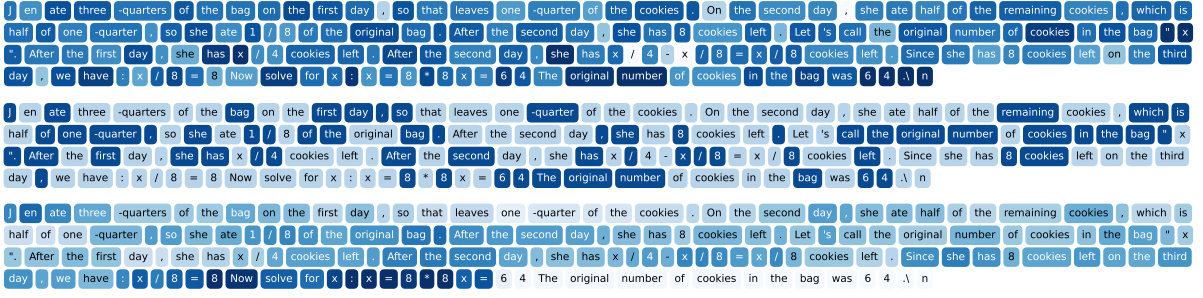 J en ate three -quarters of the bag on the first day , so that leaves one -quarter of the cookies . On the second day , she ate half of the remaining cookies , which is
half of one -quarter , so she ate 1 / 8 of the original bag . After the second day , she has 8 cookies left . Let 's call the original number of cookies in the bag " x
". After the first day , she has x / 4 cookies left . After the second day , she has x / 4 - x / 8 = x / 8 cookies left . Since she has 8 cookies left on the third
day , we have : x / 8 = 8 Now solve for x : x = 8 * 8 x = 6 4 The original number of cookies in the bag was 6 4 .\ n
J en ate three -quarters of the bag on the first day , so that leaves one -quarter of the cookies . On the second day , she ate half of the remaining cookies , which is
half of one -quarter , so she ate 1 / 8 of the original bag . After the second day , she has 8 cookies left . Let 's call the original number of cookies in the bag " x
". After the first day , she has x / 4 cookies left . After the second day , she has x / 4 - x / 8 = x / 8 cookies left . Since she has 8 cookies left on the third
day , we have : x / 8 = 8 Now solve for x : x = 8 * 8 x = 6 4 The original number of cookies in the bag was 6 4 .\ n
J en ate three -quarters of the bag on the first day , so that leaves one -quarter of the cookies . On the second day , she ate half of the remaining cookies , which is
half of one -quarter , so she ate 1 / 8 of the original bag . After the second day , she has 8 cookies left . Let 's call the original number of cookies in the bag " x
". After the first day , she has x / 4 cookies left . After the second day , she has x / 4 - x / 8 = x / 8 cookies left . Since she has 8 cookies left on the third
day , we have : x / 8 = 8 Now solve for x : x = 8 * 8 x = 6 4 The original number of cookies in the bag was 6 4 .\ n